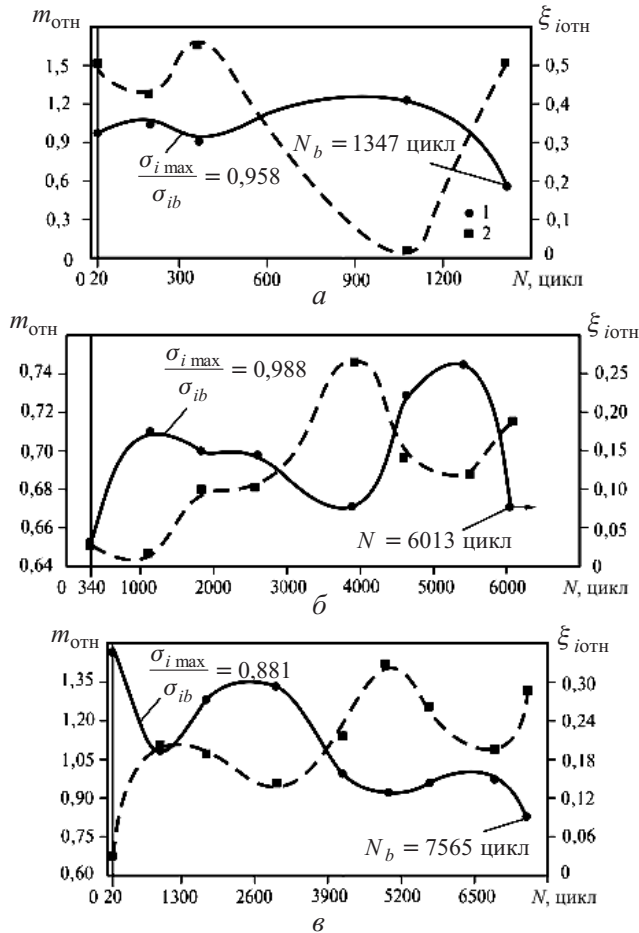 m_отн ξ_iотн
1,5 0,5
1,2 0,4
0,9 0,3
0,6 0,2
0,3 0,1
0 0
σ_i max / σ_ib = 0,958
N_b = 1347 цикл
1
2
0 20 300 600 900 1200 N, цикл
а
m_отн ξ_iотн
0,74 0,25
0,72 0,20
0,70 0,15
0,68 0,10
0,66 0,05
0,64 0
σ_i max / σ_ib = 0,988
N = 6013 цикл
0 340 1000 2000 3000 4000 5000 6000 N, цикл
б
m_отн ξ_iотн
1,35 0,30
1,20 0,24
1,05 0,18
0,90 0,12
0,75 0,06
0,60 0
σ_i max / σ_ib = 0,881
N_b = 7565 цикл
0 20 1300 2600 3900 5200 6500 N, цикл
в